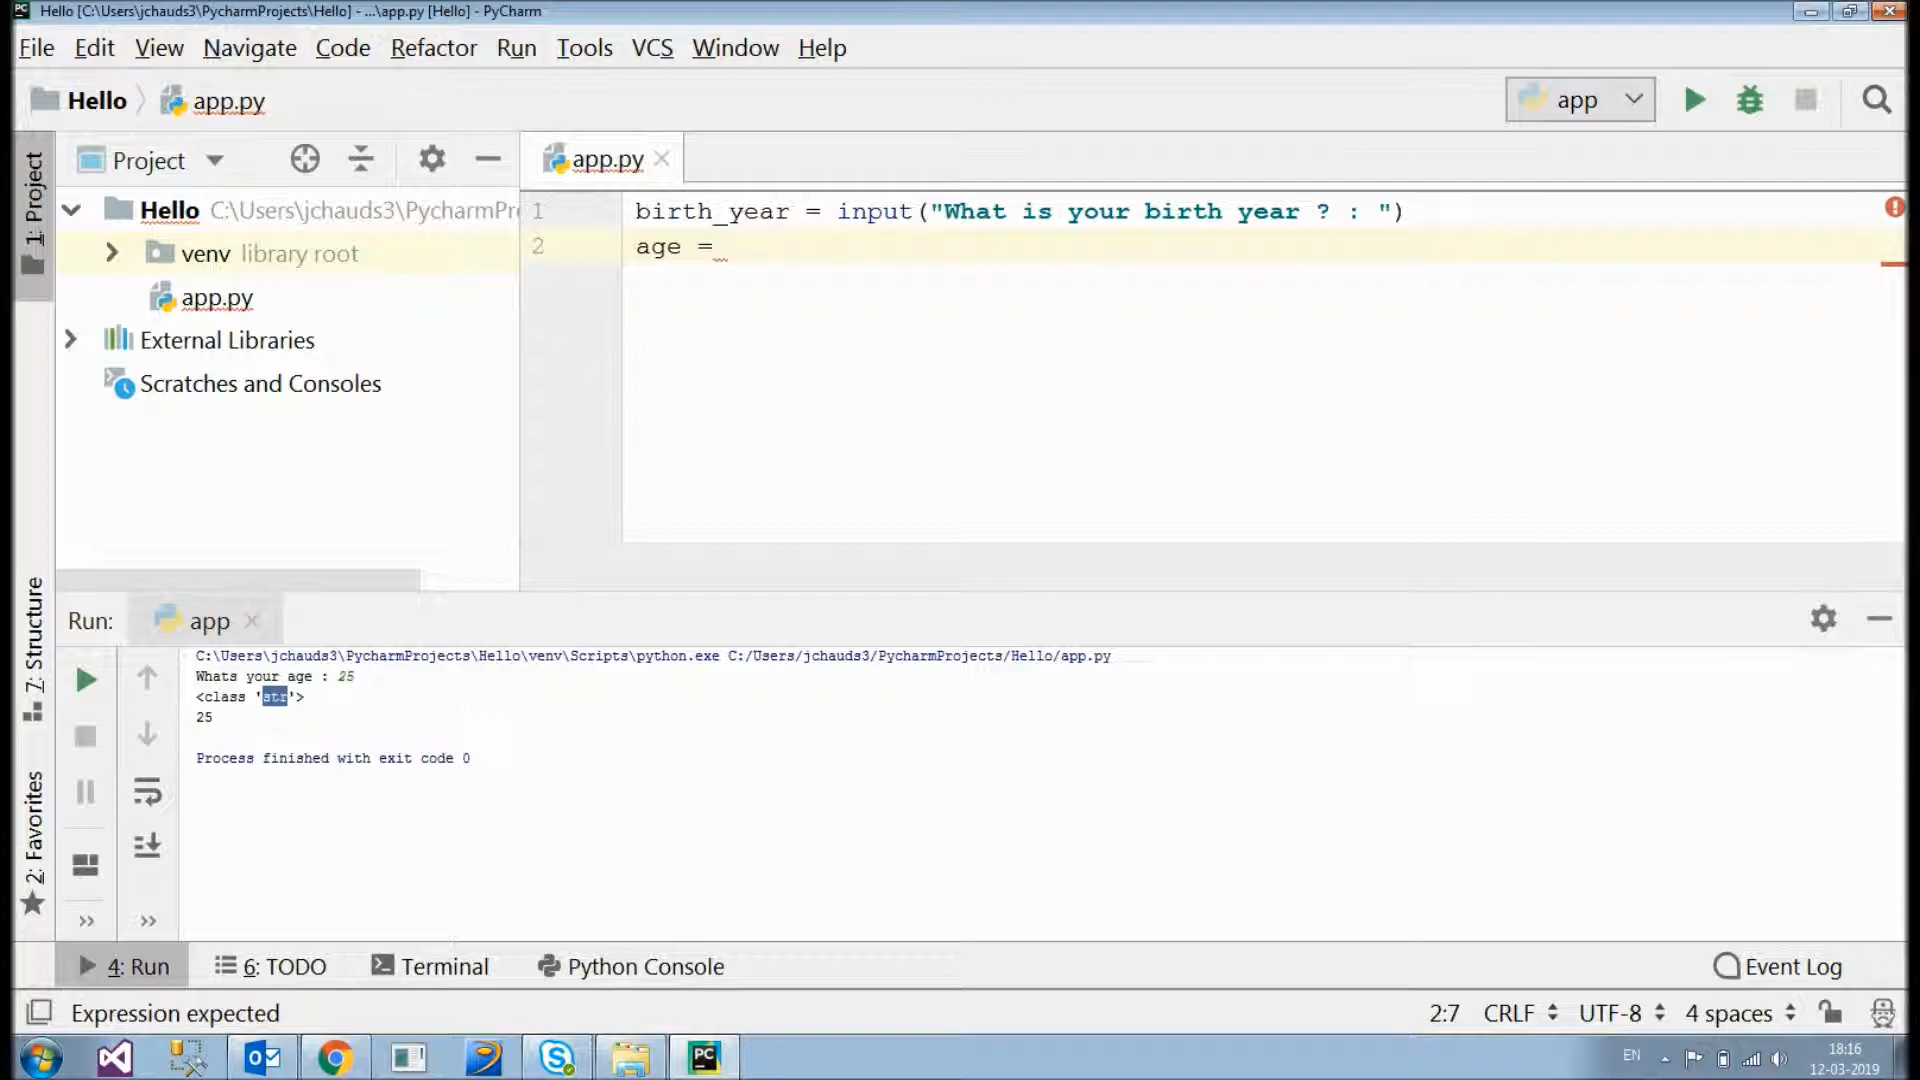 Hello [C:\Users\jchauds3\PycharmProjects\Hello] - ...\app.py [Hello] - PyCharm
File Edit View Navigate Code Refactor Run Tools VCS Window Help
Hello app.py app
1: Project
Project
app.py
Hello C:\Users\jchauds3\PycharmPr
venv library root
app.py
External Libraries
Scratches and Consoles
1 birth_year = input("What is your birth year ? : ")
2 age =
7: Structure
2: Favorites
Run: app
C:\Users\jchauds3\PycharmProjects\Hello\venv\Scripts\python.exe C:/Users/jchauds3/PycharmProjects/Hello/app.py
Whats your age : 25
<class 'str'>
25
Process finished with exit code 0
4: Run 6: TODO Terminal Python Console Event Log
Expression expected 2:7 CRLF UTF-8 4 spaces
PC
EN
18:16
12-03-2019